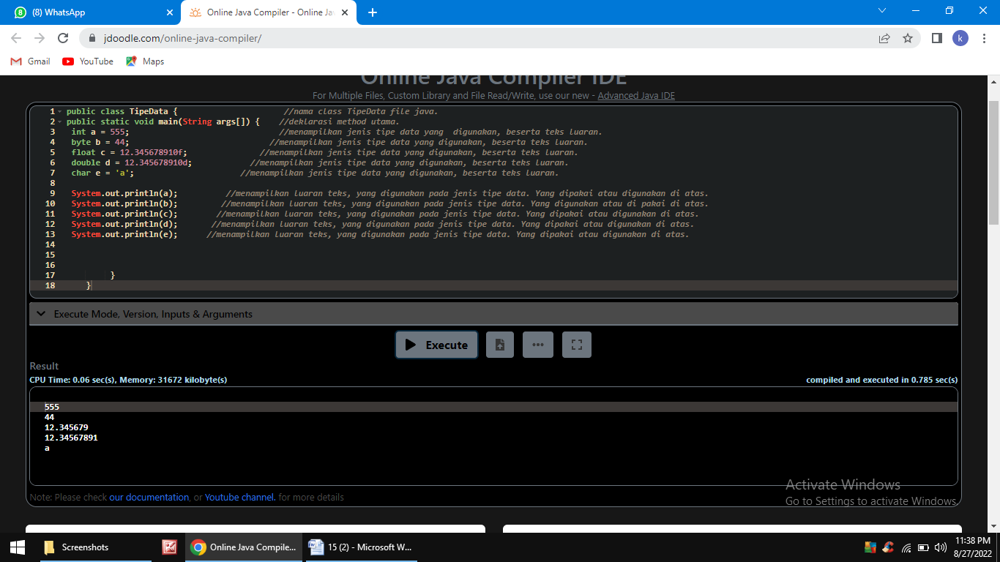 (8) WhatsApp
Online Java Compiler - Online Jav
jdoodle.com/online-java-compiler/
k
Gmail
YouTube
Maps
Online Java Compiler IDE
For Multiple Files, Custom Library and File Read/Write, use our new - Advanced Java IDE
1 public class TipeData { //nama class TipeData file java.
2 public static void main(String args[]) { //deklarasi method utama.
3 int a = 555; //menampilkan jenis tipe data yang  digunakan, beserta teks luaran.
4 byte b = 44; //menampilkan jenis tipe data yang digunakan, beserta teks luaran.
5 float c = 12.345678910f; //menampilkan jenis tipe data yang digunakan, beserta teks luaran.
6 double d = 12.345678910d; //menampilkan jenis tipe data yang digunakan, beserta teks luaran.
7 char e = 'a'; //menampilkan jenis tipe data yang digunakan, beserta teks luaran.
8
9 System.out.println(a); //menampilkan luaran teks, yang digunakan pada jenis tipe data. Yang dipakai atau digunakan di atas.
10 System.out.println(b); //menampilkan luaran teks, yang digunakan pada jenis tipe data. Yang digunakan atau di pakai di atas.
11 System.out.println(c); //menampilkan luaran teks, yang digunakan pada jenis tipe data. Yang dipakai atau digunakan di atas.
12 System.out.println(d); //menampilkan luaran teks, yang digunakan pada jenis tipe data. Yang dipakai atau digunakan di atas.
13 System.out.println(e); //menampilkan luaran teks, yang digunakan pada jenis tipe data. Yang dipakai atau digunakan di atas.
14
15
16
17 }
18 }
Execute Mode, Version, Inputs & Arguments
Execute
Result
CPU Time: 0.06 sec(s), Memory: 31672 kilobyte(s)
compiled and executed in 0.785 sec(s)
555
44
12.345679
12.34567891
a
Activate Windows
Go to Settings to activate Windows.
Note: Please check our documentation, or Youtube channel. for more details
Screenshots
Online Java Compile...
15 (2) - Microsoft W...
11:38 PM
8/27/2022